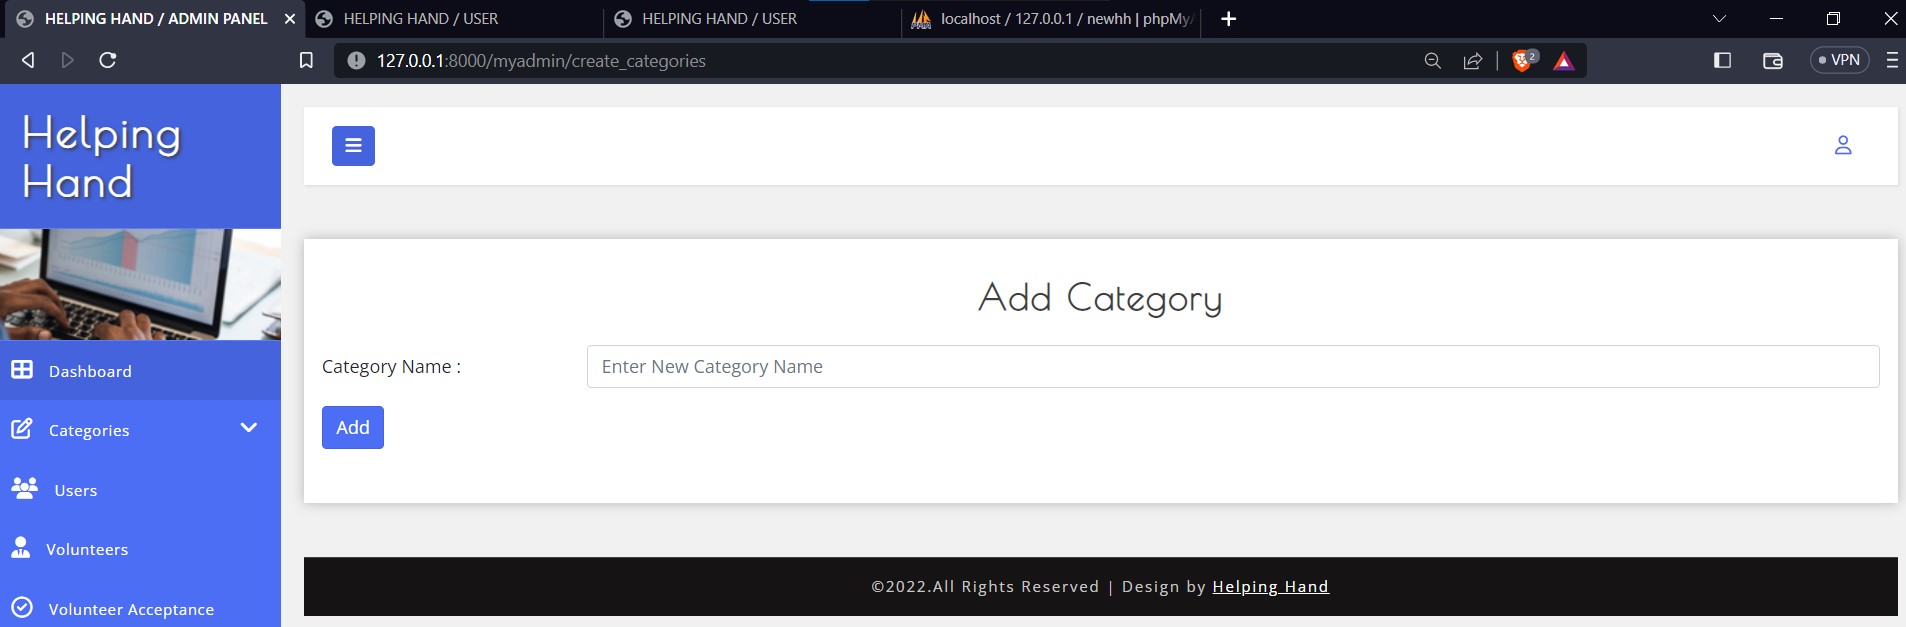 HELPING HAND / ADMIN PANEL
HELPING HAND / USER
HELPING HAND / USER
localhost / 127.0.0.1 / newhh | phpMyA
127.0.0.1:8000/myadmin/create_categories
2
VPN
Helping
Hand
Dashboard
Categories
Users
Volunteers
Volunteer Acceptance
Add Category
Category Name :
Enter New Category Name
Add
©2022.All Rights Reserved | Design by Helping Hand